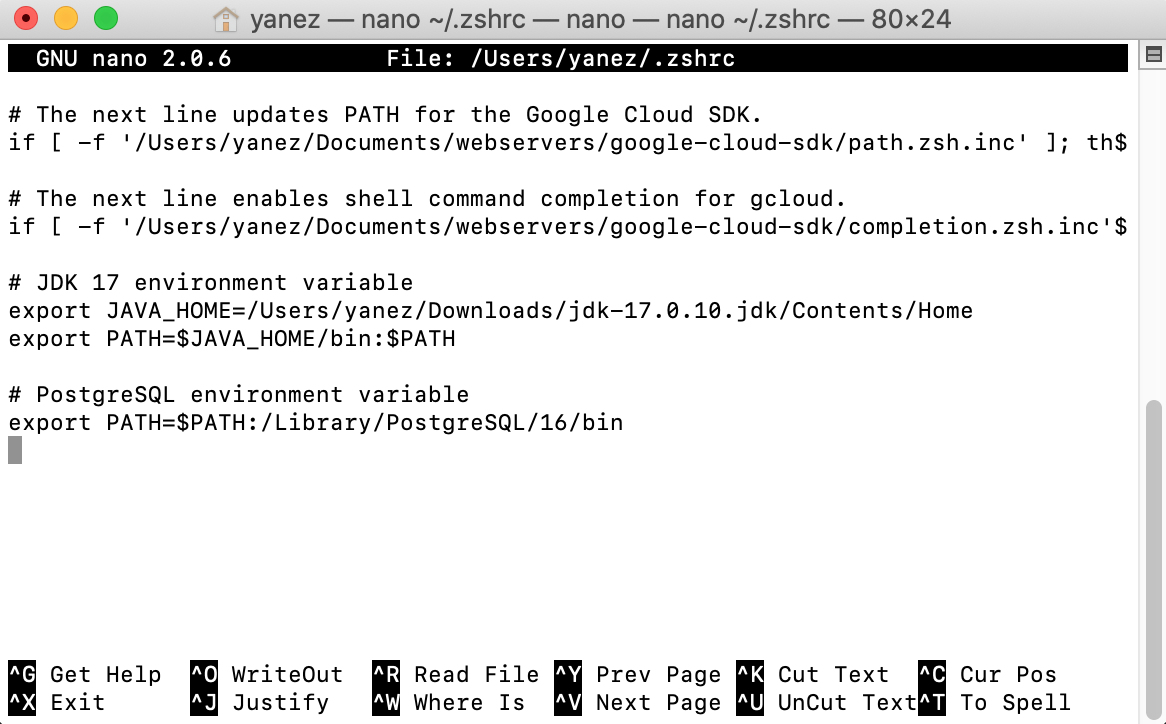 yanez — nano ~/.zshrc — nano — nano ~/.zshrc — 80×24
GNU nano 2.0.6 File: /Users/yanez/.zshrc
# The next line updates PATH for the Google Cloud SDK.
if [ -f '/Users/yanez/Documents/webservers/google-cloud-sdk/path.zsh.inc' ]; th$
# The next line enables shell command completion for gcloud.
if [ -f '/Users/yanez/Documents/webservers/google-cloud-sdk/completion.zsh.inc'$
# JDK 17 environment variable
export JAVA_HOME=/Users/yanez/Downloads/jdk-17.0.10.jdk/Contents/Home
export PATH=$JAVA_HOME/bin:$PATH
# PostgreSQL environment variable
export PATH=$PATH:/Library/PostgreSQL/16/bin
^G Get Help ^O WriteOut ^R Read File ^Y Prev Page ^K Cut Text ^C Cur Pos
^X Exit ^J Justify ^W Where Is ^V Next Page ^U UnCut Text ^T To Spell